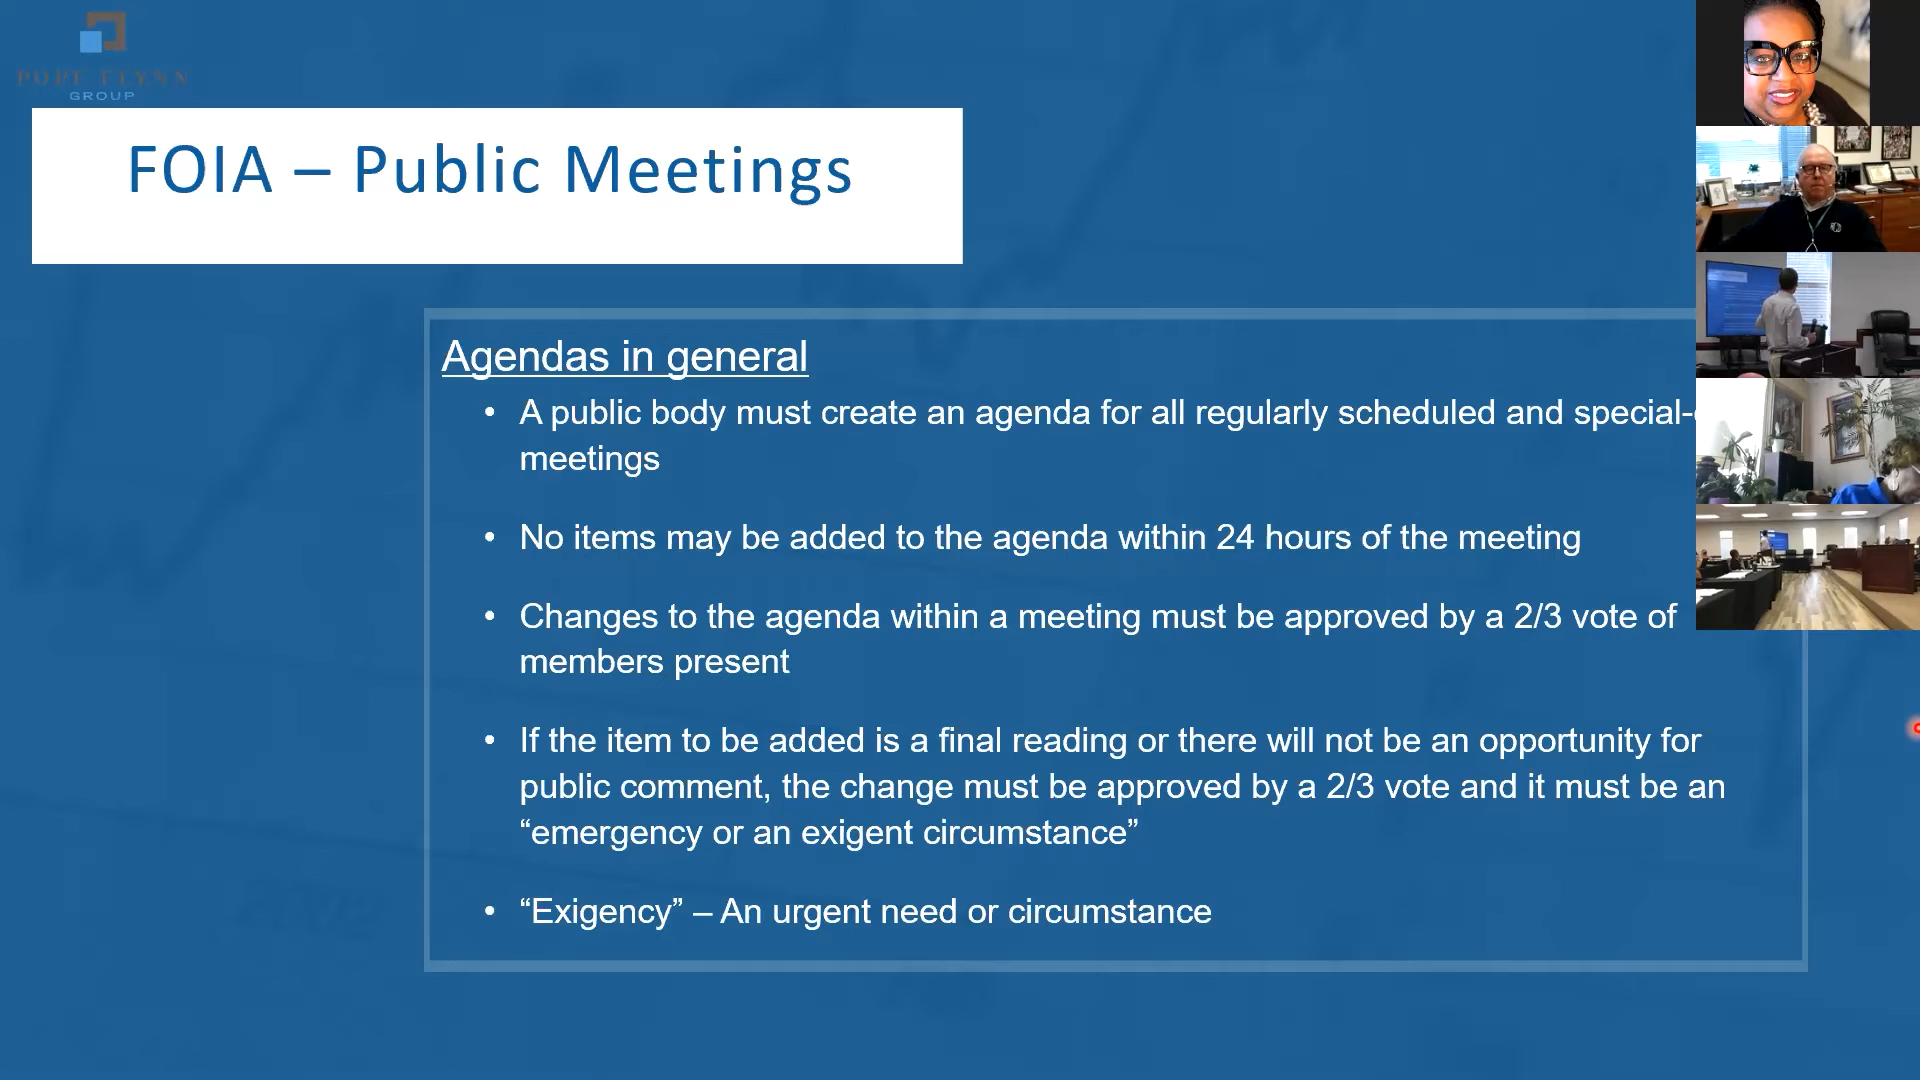 POPE FLYNN
GROUP
FOIA – Public Meetings
Agendas in general
• A public body must create an agenda for all regularly scheduled and special-
meetings
• No items may be added to the agenda within 24 hours of the meeting
• Changes to the agenda within a meeting must be approved by a 2/3 vote of
members present
• If the item to be added is a final reading or there will not be an opportunity for
public comment, the change must be approved by a 2/3 vote and it must be an
“emergency or an exigent circumstance”
• “Exigency” – An urgent need or circumstance